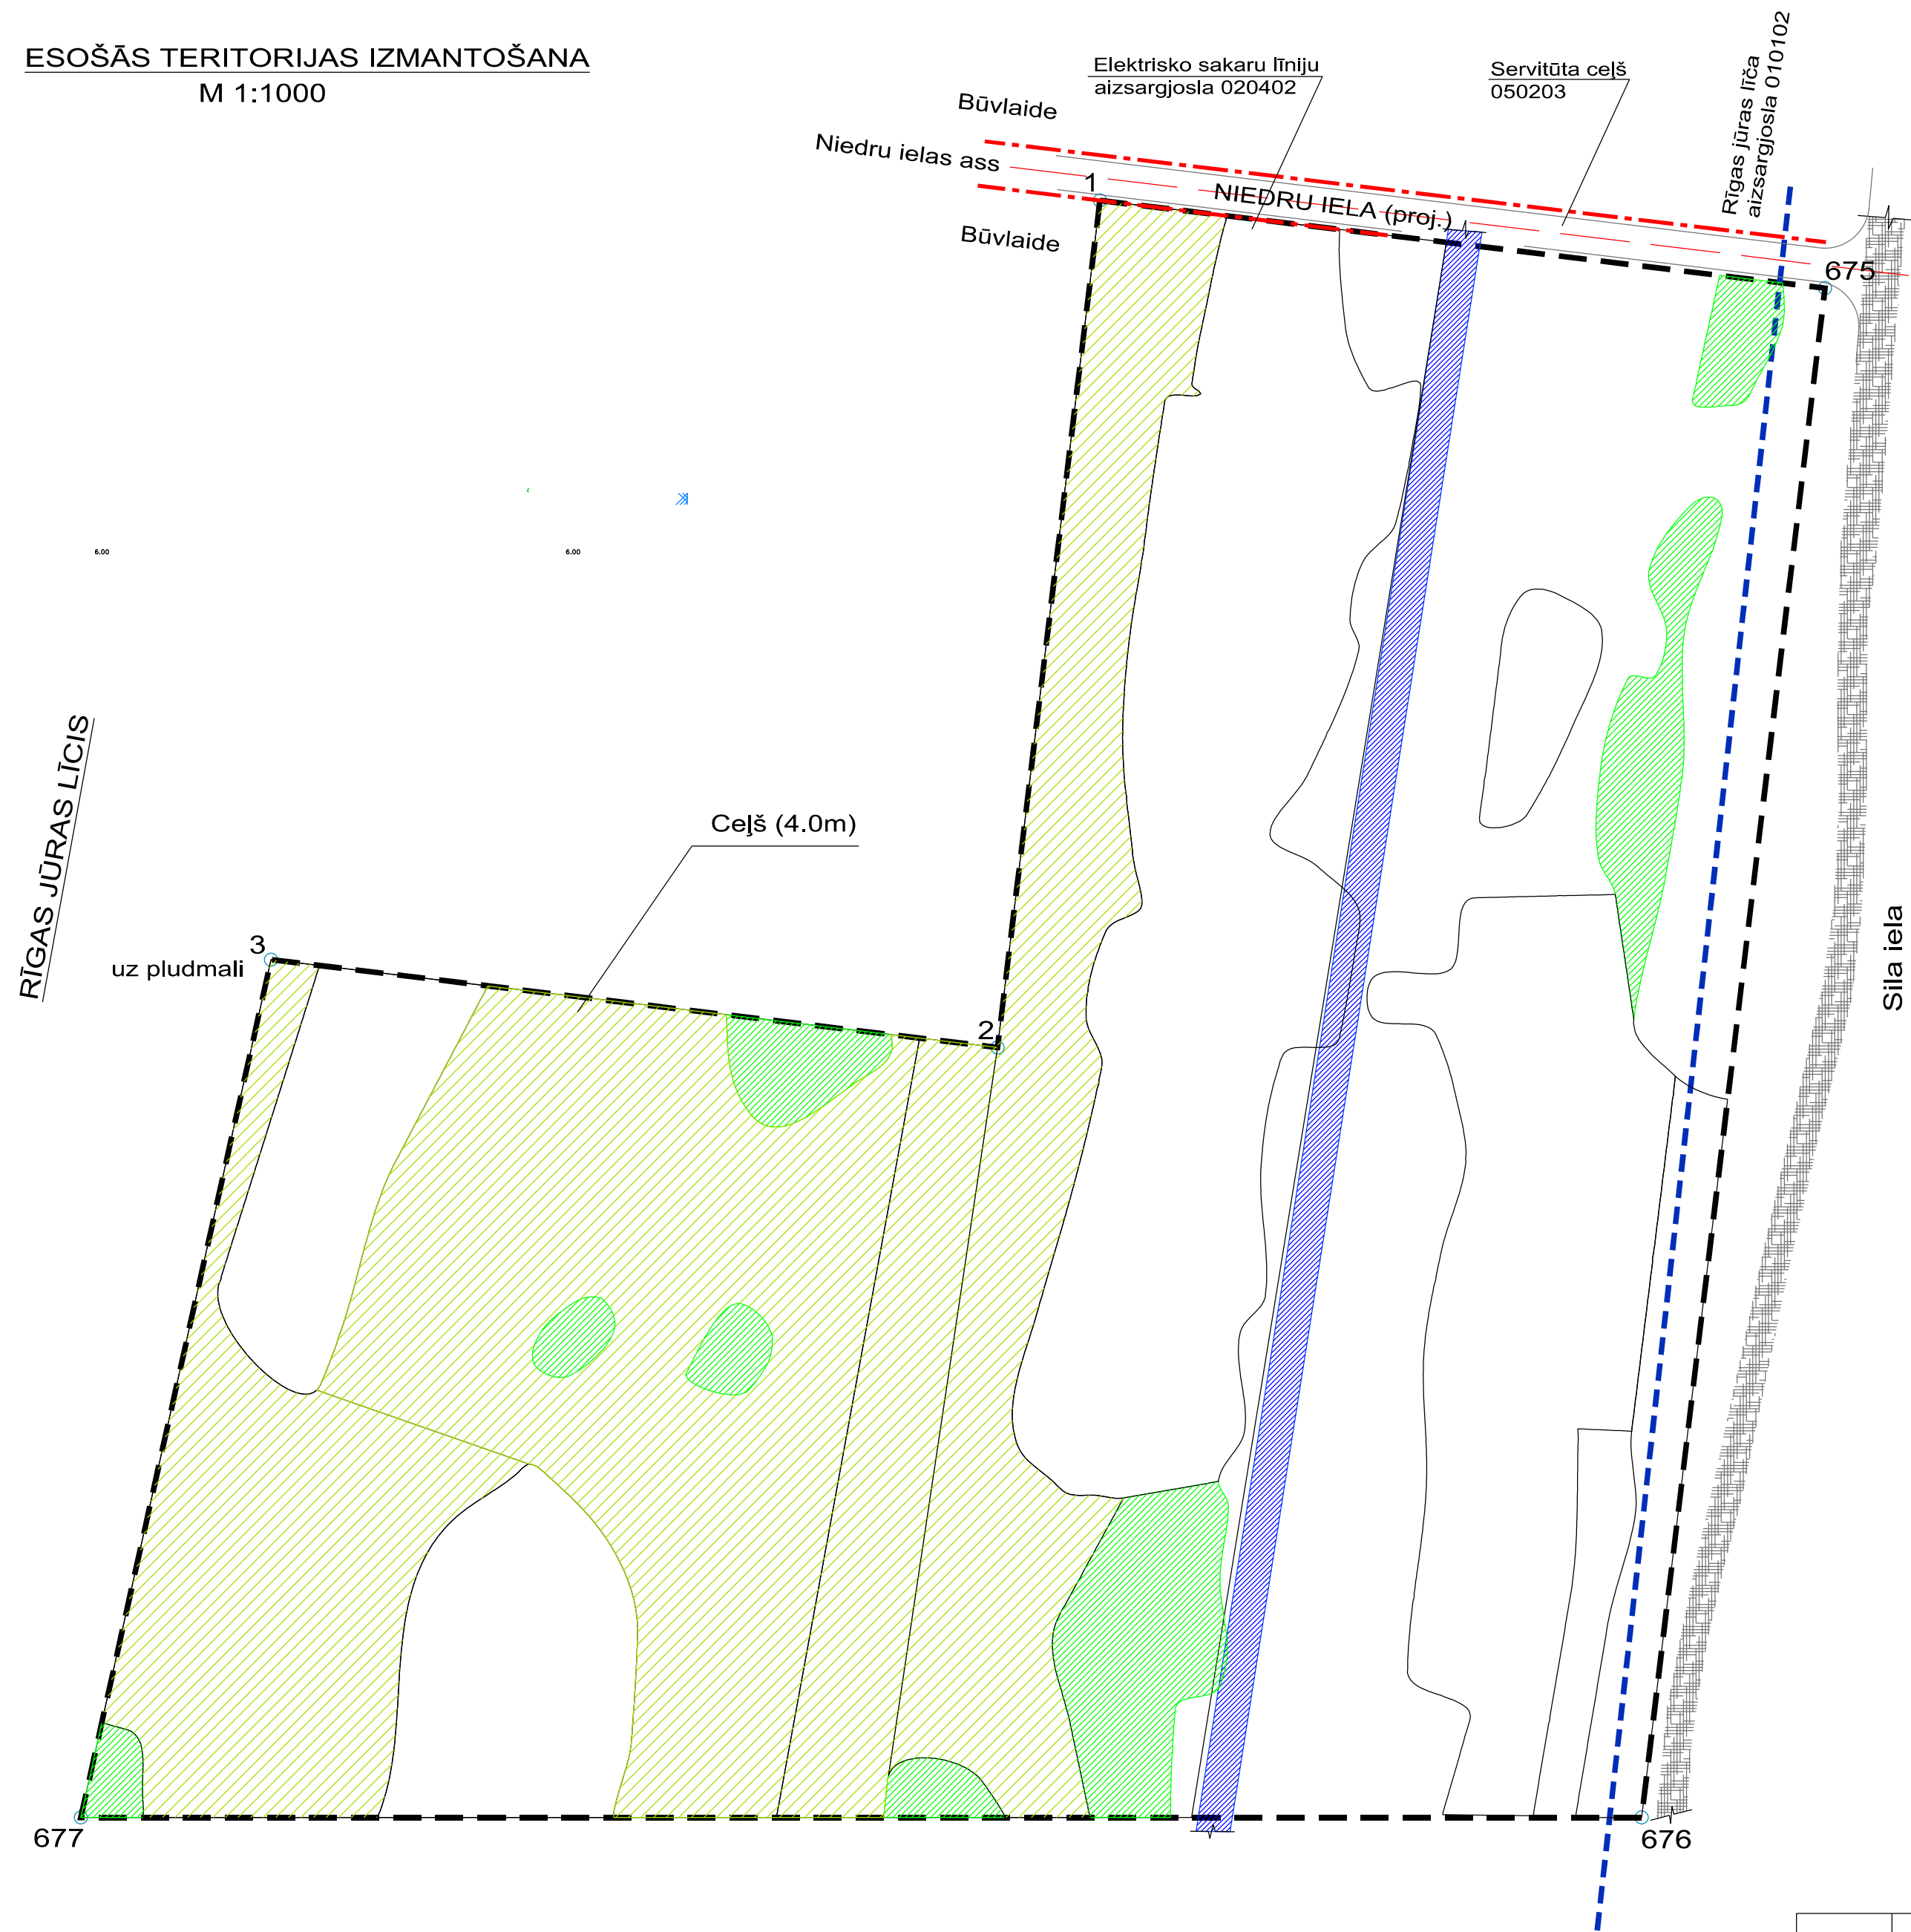 ESOŠĀS TERITORIJAS IZMANTOŠANA
M 1:1000
Elektrisko sakaru līniju
aizsargjosla 020402
Servitūta ceļš
050203
Rīgas jūras līča
aizsargjosla 010102
Būvlaide
Niedru ielas ass
1
NIEDRU IELA (proj.)
Būvlaide
675
6.00
6.00
RĪGAS JŪRAS LĪCIS
Ceļš (4.0m)
Sila iela
3
uz pludmali
2
677
676